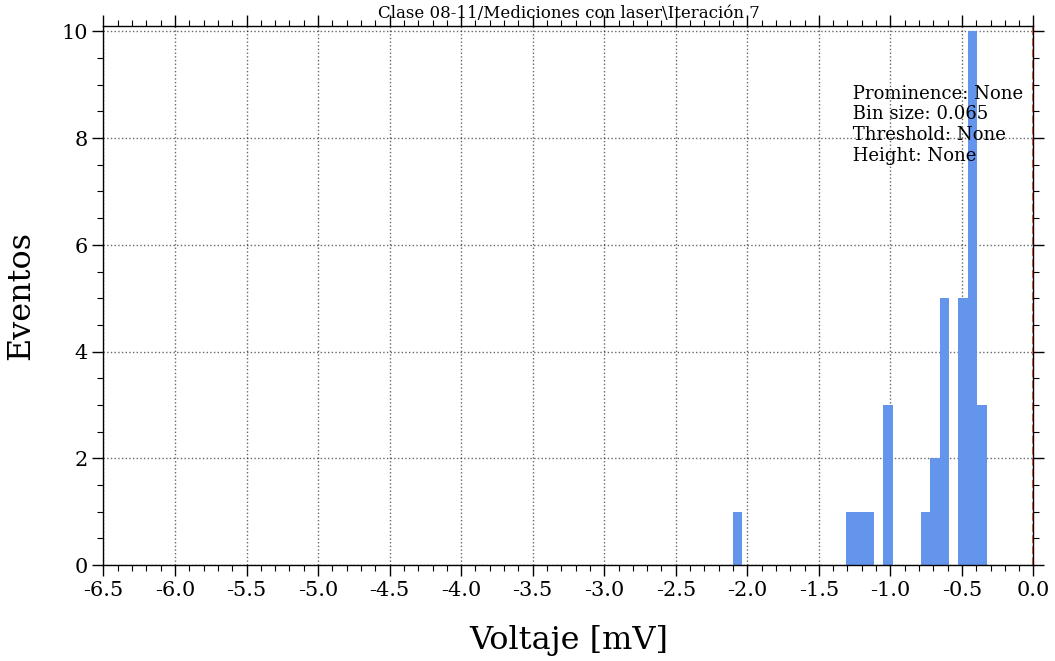 Clase 08-11/Mediciones con laser\Iteración 7
Prominence: None
Bin size: 0.065
Threshold: None
Height: None
Eventos
10
8
6
4
2
0
-6.5 -6.0 -5.5 -5.0 -4.5 -4.0 -3.5 -3.0 -2.5 -2.0 -1.5 -1.0 -0.5 0.0
Voltaje [mV]